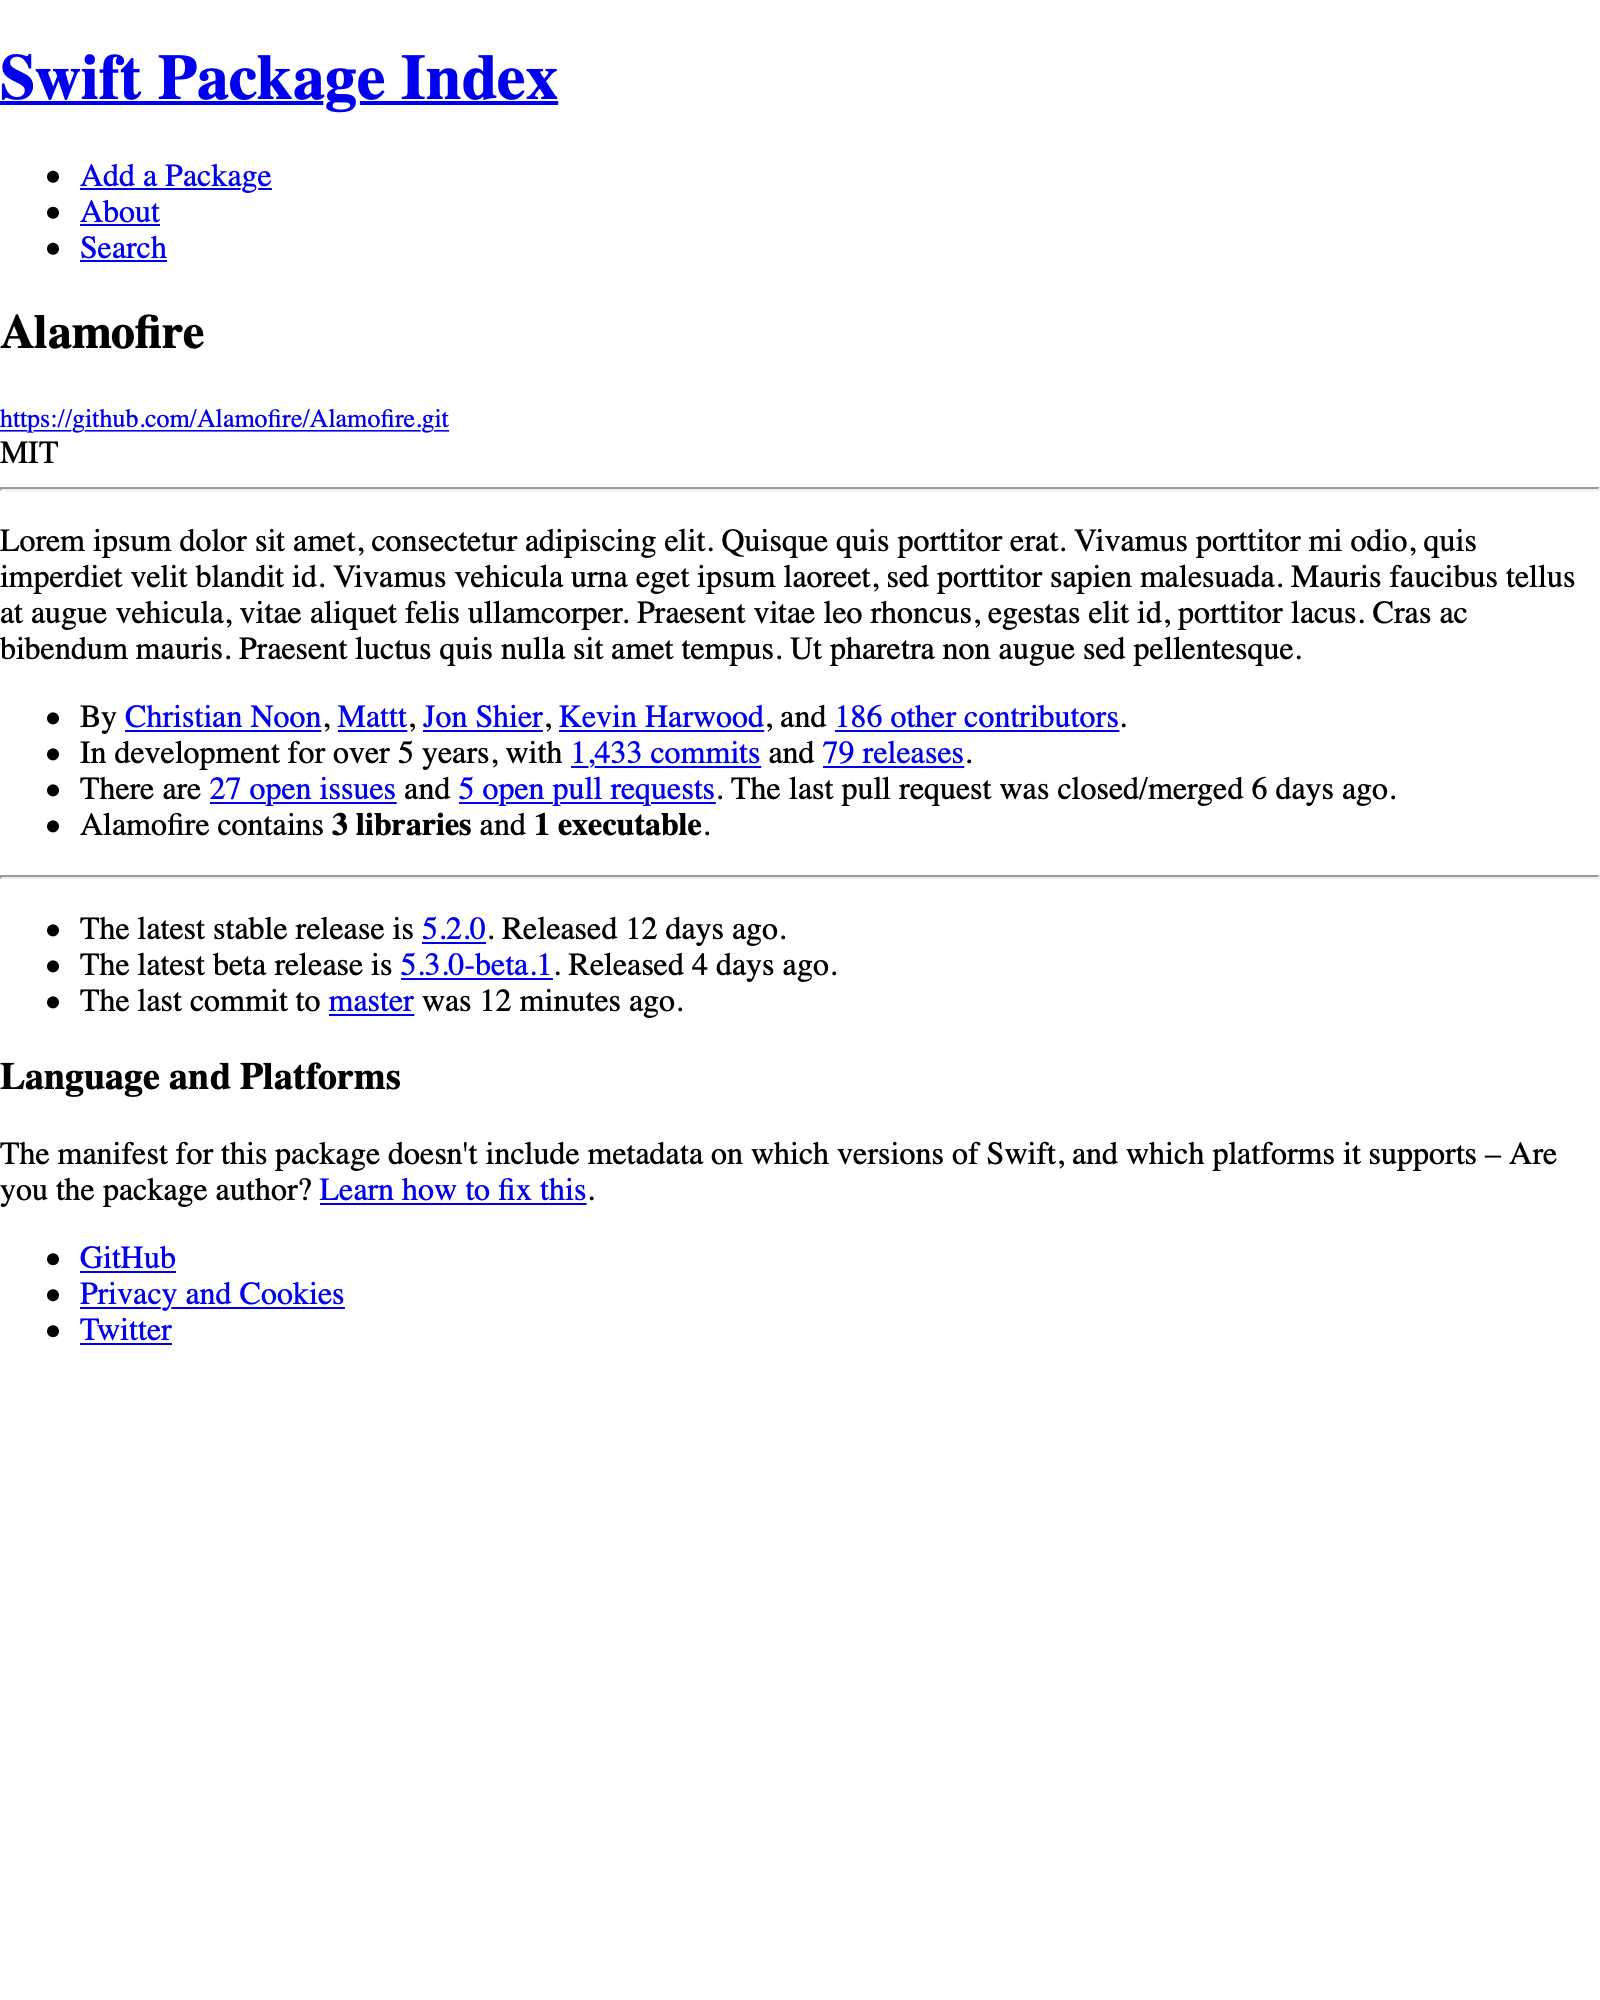 Swift Package Index
Add a Package
About
Search
Alamofire
https://github.com/Alamofire/Alamofire.git
MIT
Lorem ipsum dolor sit amet, consectetur adipiscing elit. Quisque quis porttitor erat. Vivamus porttitor mi odio, quis
imperdiet velit blandit id. Vivamus vehicula urna eget ipsum laoreet, sed porttitor sapien malesuada. Mauris faucibus tellus
at augue vehicula, vitae aliquet felis ullamcorper. Praesent vitae leo rhoncus, egestas elit id, porttitor lacus. Cras ac
bibendum mauris. Praesent luctus quis nulla sit amet tempus. Ut pharetra non augue sed pellentesque.
By Christian Noon, Mattt, Jon Shier, Kevin Harwood, and 186 other contributors.
In development for over 5 years, with 1,433 commits and 79 releases.
There are 27 open issues and 5 open pull requests. The last pull request was closed/merged 6 days ago.
Alamofire contains 3 libraries and 1 executable.
The latest stable release is 5.2.0. Released 12 days ago.
The latest beta release is 5.3.0-beta.1. Released 4 days ago.
The last commit to master was 12 minutes ago.
Language and Platforms
The manifest for this package doesn't include metadata on which versions of Swift, and which platforms it supports – Are
you the package author? Learn how to fix this.
GitHub
Privacy and Cookies
Twitter